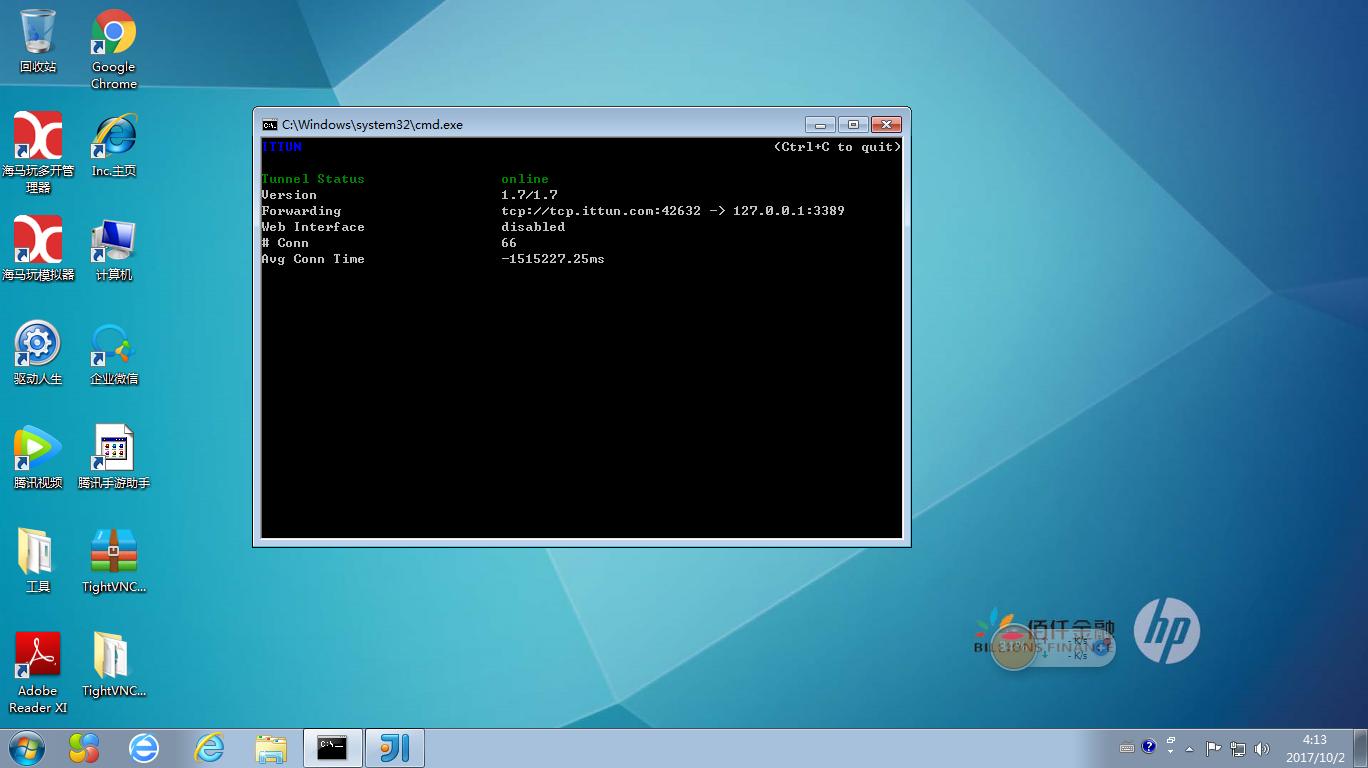 回收站
Google
Chrome
海马玩多开管
理器
Inc.主页
海马玩模拟器
计算机
驱动人生
企业微信
腾讯视频
腾讯手游助手
工具
TightVNC...
Adobe
Reader XI
TightVNC...
C:\Windows\system32\cmd.exe
ITTUN (Ctrl+C to quit)
Tunnel Status online
Version 1.7/1.7
Forwarding tcp://tcp.ittun.com:42632 -> 127.0.0.1:3389
Web Interface disabled
# Conn 66
Avg Conn Time -1515227.25ms
佰仟金融
BILLIONS FINANCE
- K/s
- K/s
hp
4:13
2017/10/2